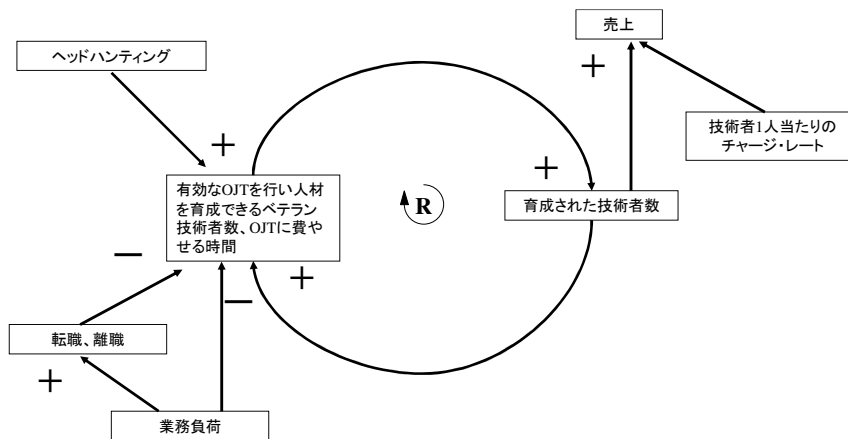 売上
ヘッドハンティング
+
技術者1人当たりの
チャージ・レート
+
+
有効なOJTを行い人材
を育成できるベテラン
技術者数、OJTに費や
せる時間
R
育成された技術者数
−
+
−
転職、離職
+
業務負荷